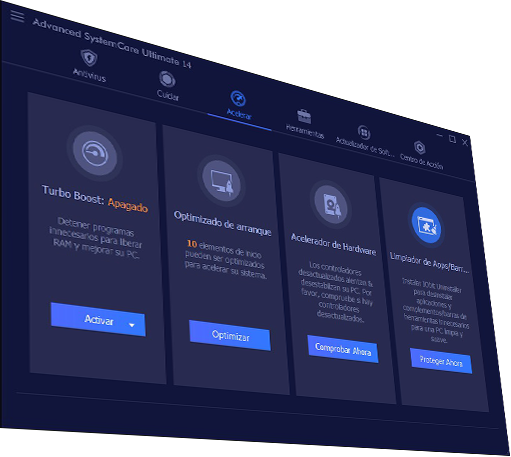 Advanced SystemCare Ultimate 14
Antivirus
Cuidar
Acelerar
Herramientas
Actualizador de Soft...
Centro de Acción
Turbo Boost: Apagado
Detener programas
innecesarios para liberar
RAM y mejorar su PC.
Activar
Optimizado de arranque
10 elementos de inicio
pueden ser optimizados
para acelerar su sistema.
Optimizar
Acelerador de Hardware
Los controladores
desactualizados alientan &
desestabilizan su PC. Por
favor, compruebe si hay
controladores
desactualizados.
Comprobar Ahora
Limpiador de Apps/Barr...
Instale IObit Uninstaller
para desinstalar
aplicaciones y
complementos/barras de
herramientas innecesarios
para una PC limpia y
suave.
Proteger Ahora